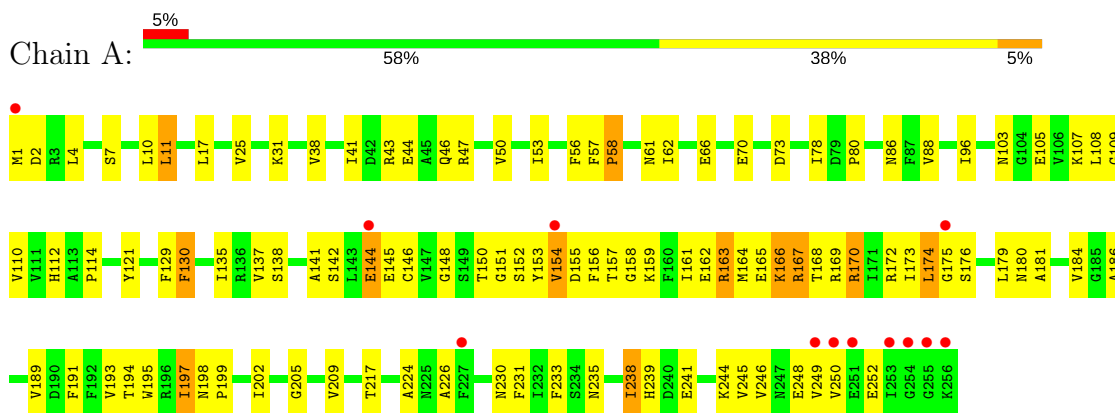 5%
Chain A:
58% 38% 5%
M1 D2 R3 L4 S7 L10 L11 L17 V25 K31 V38 I41 D42 R43 E44 A45 Q46 R47 V50 I53 F56 F57 P58 N61 I62 E66 E70 D73 I78 D79 P80 N86 F87 V88 I96 N103 G104 E105 V106 K107 L108 G109
V110 V111 H112 A113 P114 Y121 F129 F130 I135 R136 V137 S138 A141 S142 L143 E144 E145 C146 V147 G148 S149 T150 G151 S152 Y153 V154 D155 F156 T157 G158 K159 F160 I161 E162 R163 M164 E165 K166 R167 T168 R169 R170 I171 R172 I173 L174 G175 S176 L179 N180 A181 V184 G185 A186
V189 D190 F191 F192 V193 T194 W195 R196 I197 N198 P199 I202 G205 V209 T217 A224 N225 A226 F227 N230 F231 I232 F233 S234 N235 I238 H239 D240 E241 K244 V245 V246 N247 E248 V249 V250 E251 E252 I253 G254 G255 K256